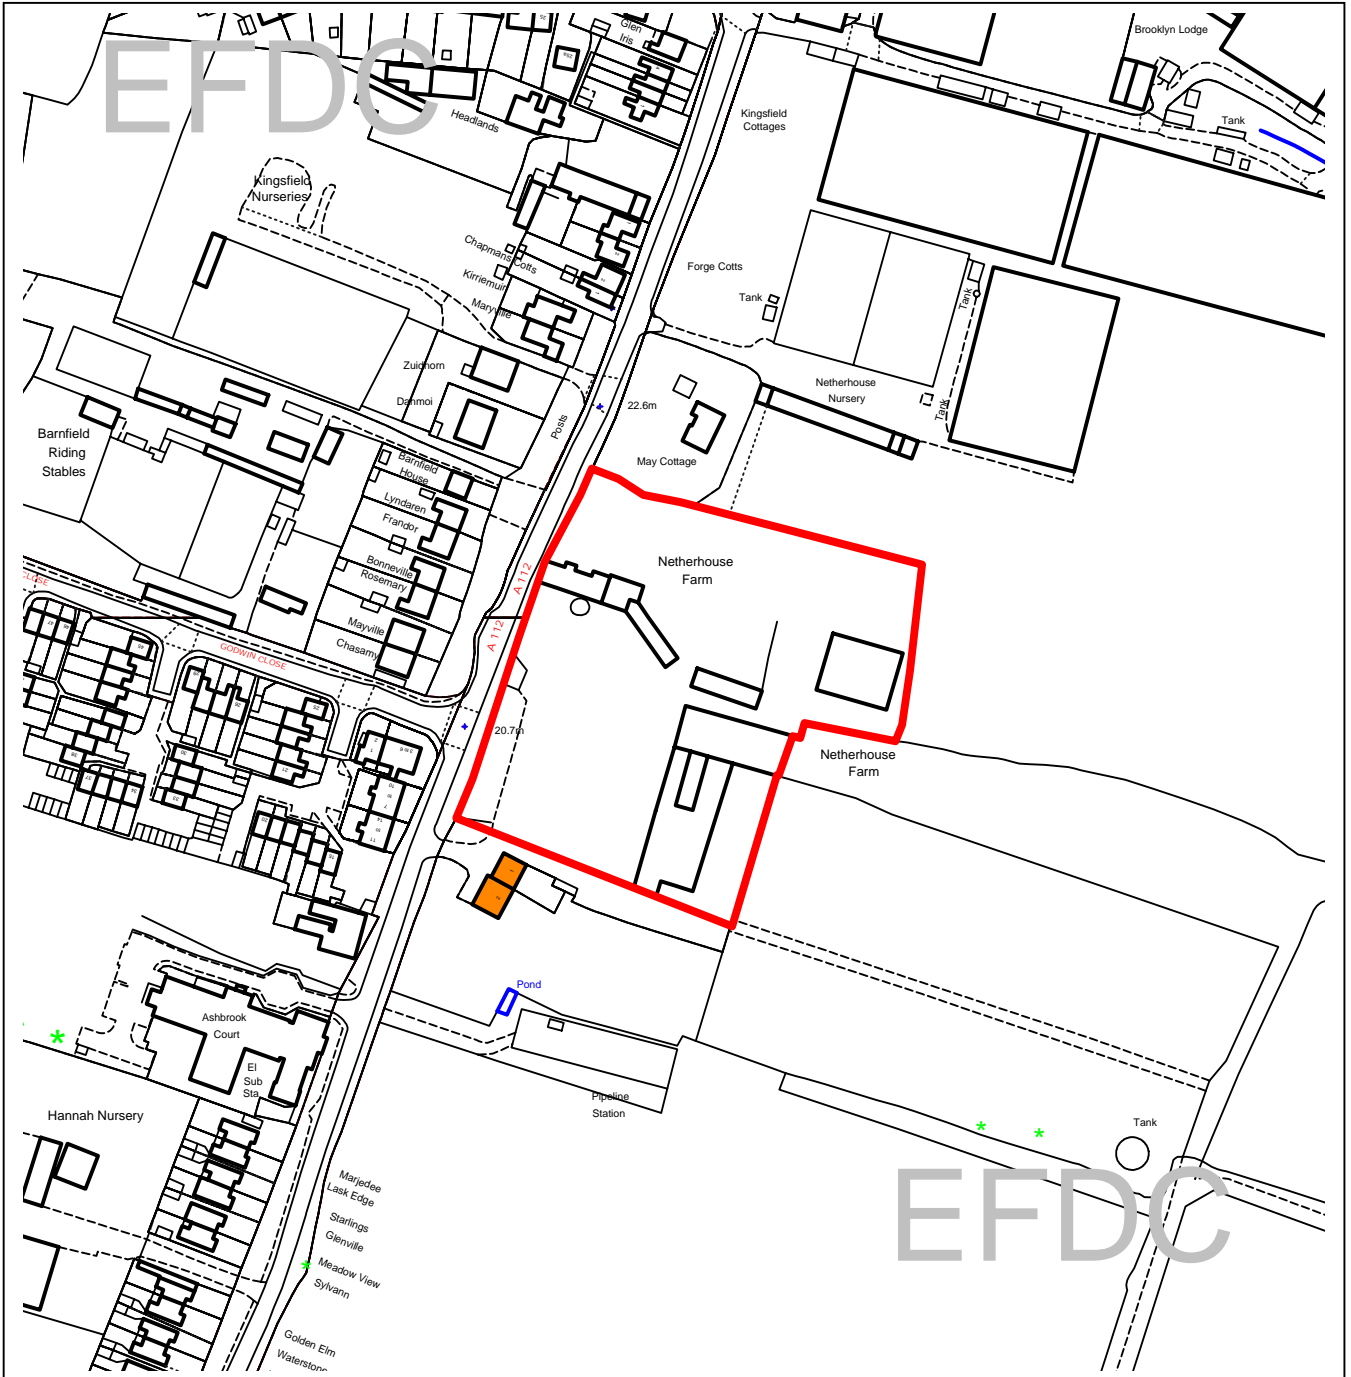 EFDC
Glen
Iris
Brooklyn Lodge
Headlands
Kingsfield
Cottages
Tank
Kingsfield
Nurseries
Chapmans Cotts
Kirriemuir
Maryville
Forge Cotts
Tank
Tank
Zuidhorn
Danmoi
Posts
22.6m
Netherhouse
Nursery
Tank
Barnfield
Riding
Stables
Barnfield
House
Lyndaren
Frandor
May Cottage
Bonneville
Rosemary
A 112
Netherhouse
Farm
CLOSE
Mayville
Chasamy
A 112
GODWIN CLOSE
20.7m
Netherhouse
Farm
Pond
Ashbrook
Court
El
Sub
Sta
Hannah Nursery
Pipeline
Station
Tank
EFDC
Marjedee
Lask Edge
Starlings
Glenville
Meadow View
Sylvann
Golden Elm
Waterstone